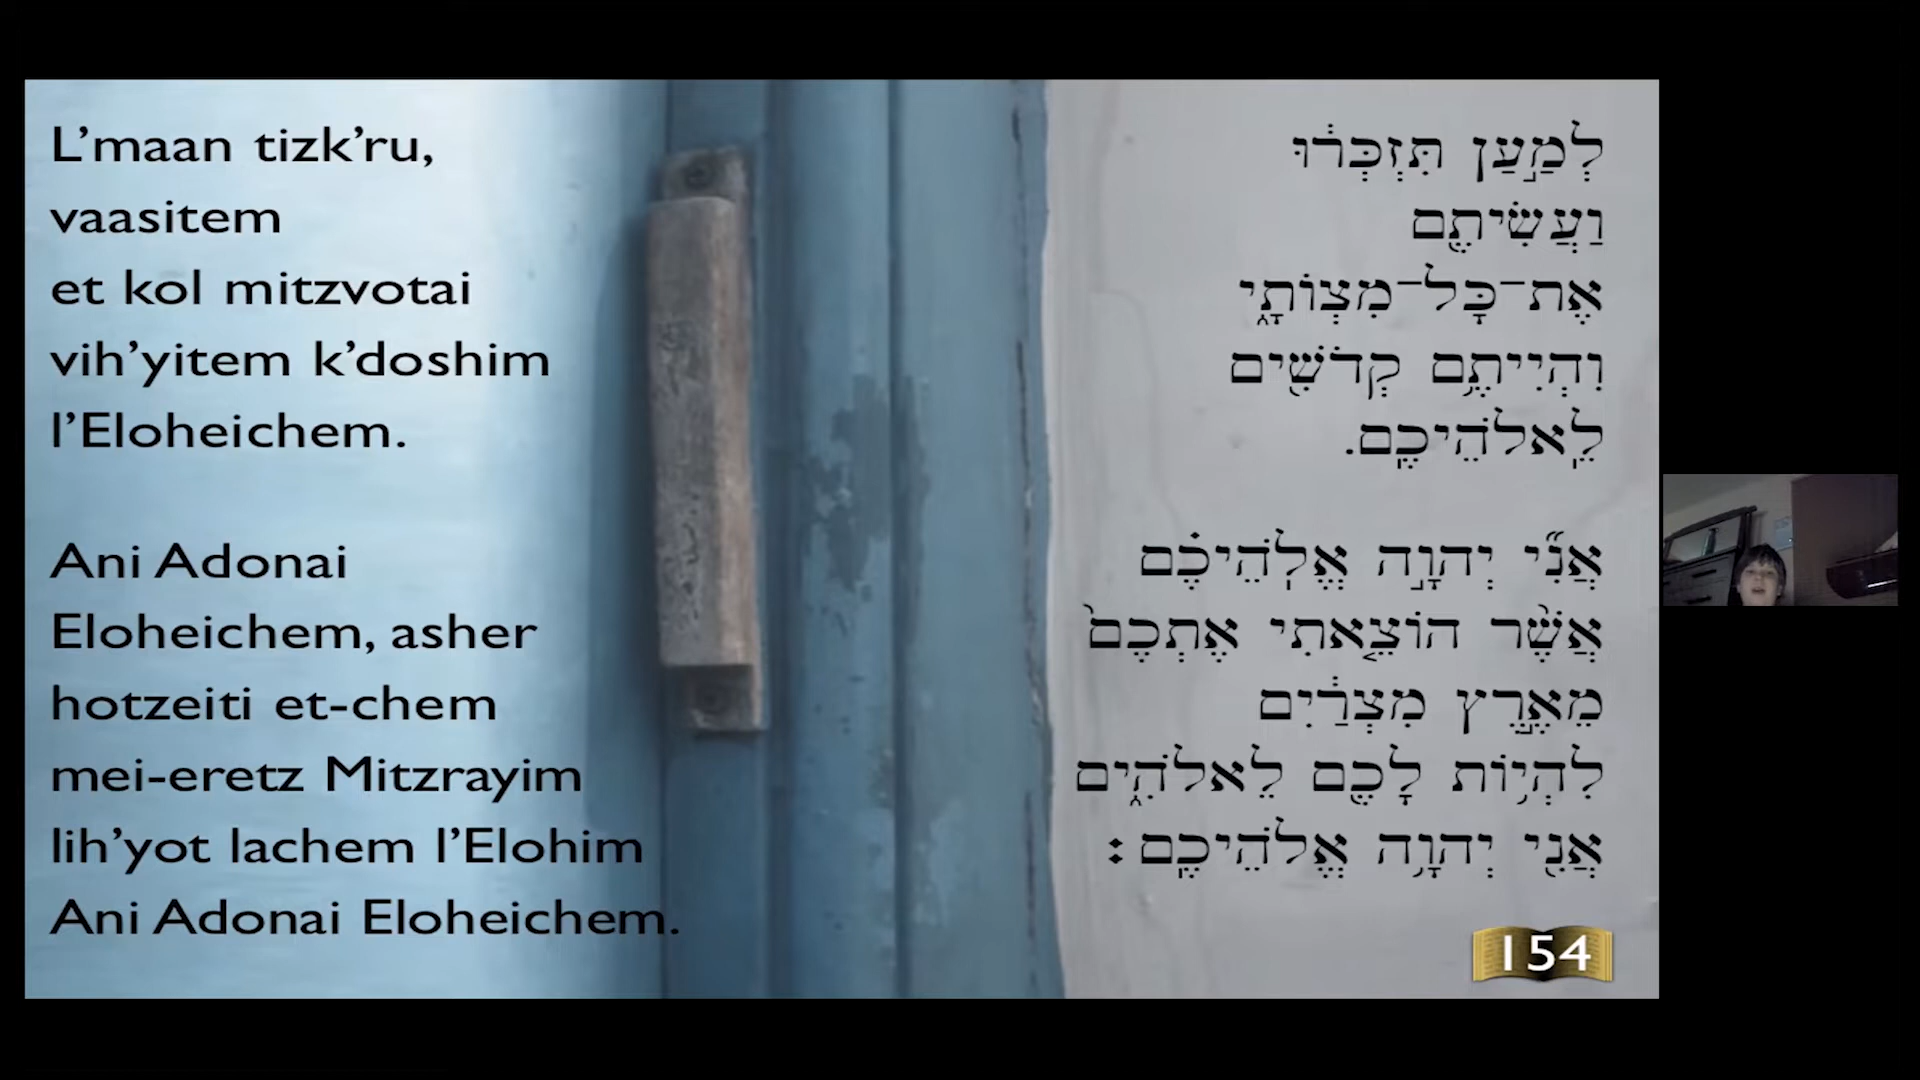 L’maan tizk’ru,
vaasitem
et kol mitzvotai
vih’yitem k’doshim
l’Eloheichem.
Ani Adonai
Eloheichem, asher
hotzeiti et-chem
mei-eretz Mitzrayim
lih’yot lachem l’Elohim
Ani Adonai Eloheichem.
לְמַ֣עַן תִּזְכְּר֔וּ
וַעֲשִׂיתֶ֖ם
אֶת־כָּל־מִצְוֹתָ֑י
וִהְיִיתֶ֥ם קְדֹשִׁ֖ים
לֵֽאלֹהֵיכֶֽם.
אֲנִ֞י יְהוָ֣ה אֱלֹֽהֵיכֶ֗ם
אֲשֶׁ֨ר הוֹצֵ֤אתִי אֶתְכֶם֙
מֵאֶ֣רֶץ מִצְרַ֔יִם
לִהְי֥וֹת לָכֶ֖ם לֵאלֹהִ֑ים
אֲנִ֖י יְהוָ֥ה אֱלֹהֵיכֶֽם׃
154